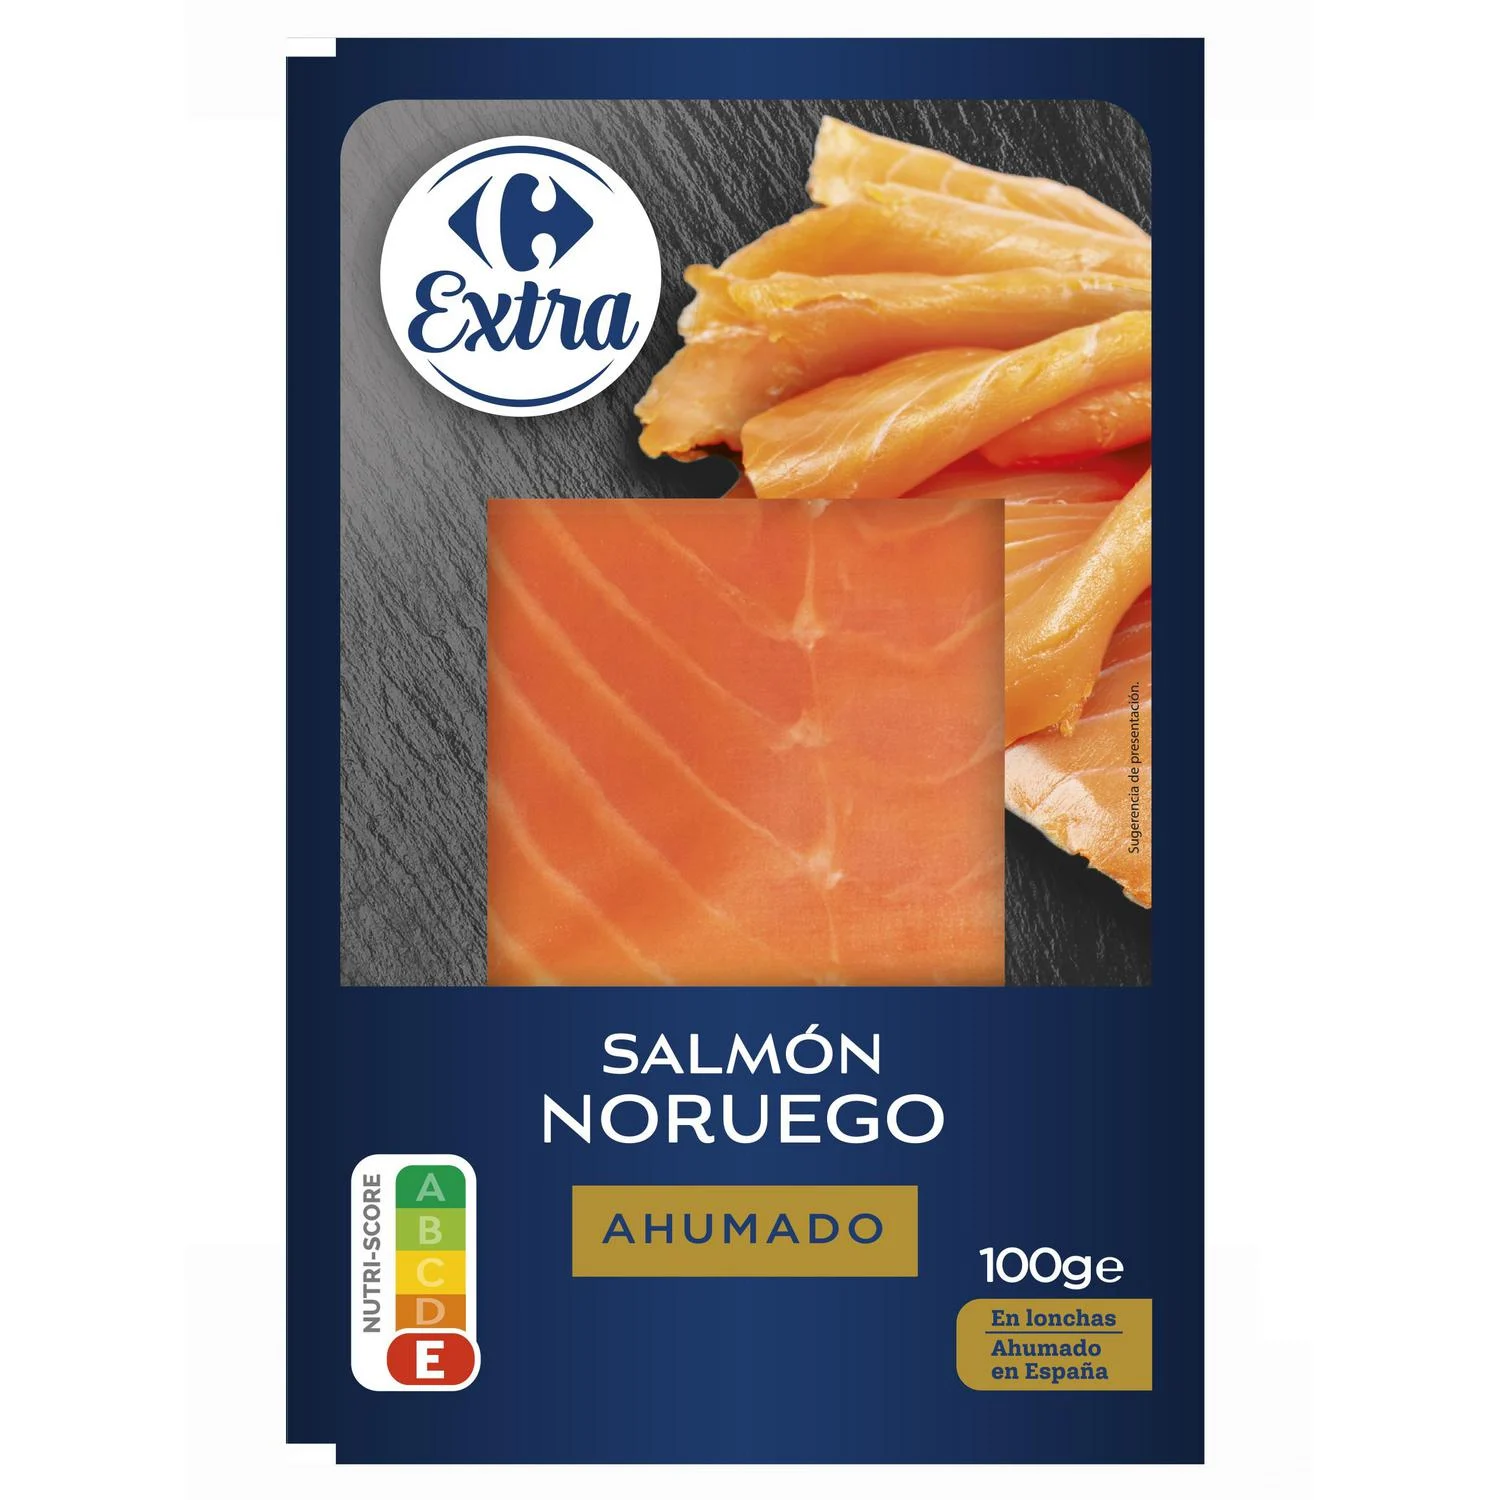 Extra
Sugerencia de presentación.
SALMÓN
NORUEGO
AHUMADO
NUTRI-SCORE
A
B
C
D
E
100g℮
En lonchas
Ahumado
en España